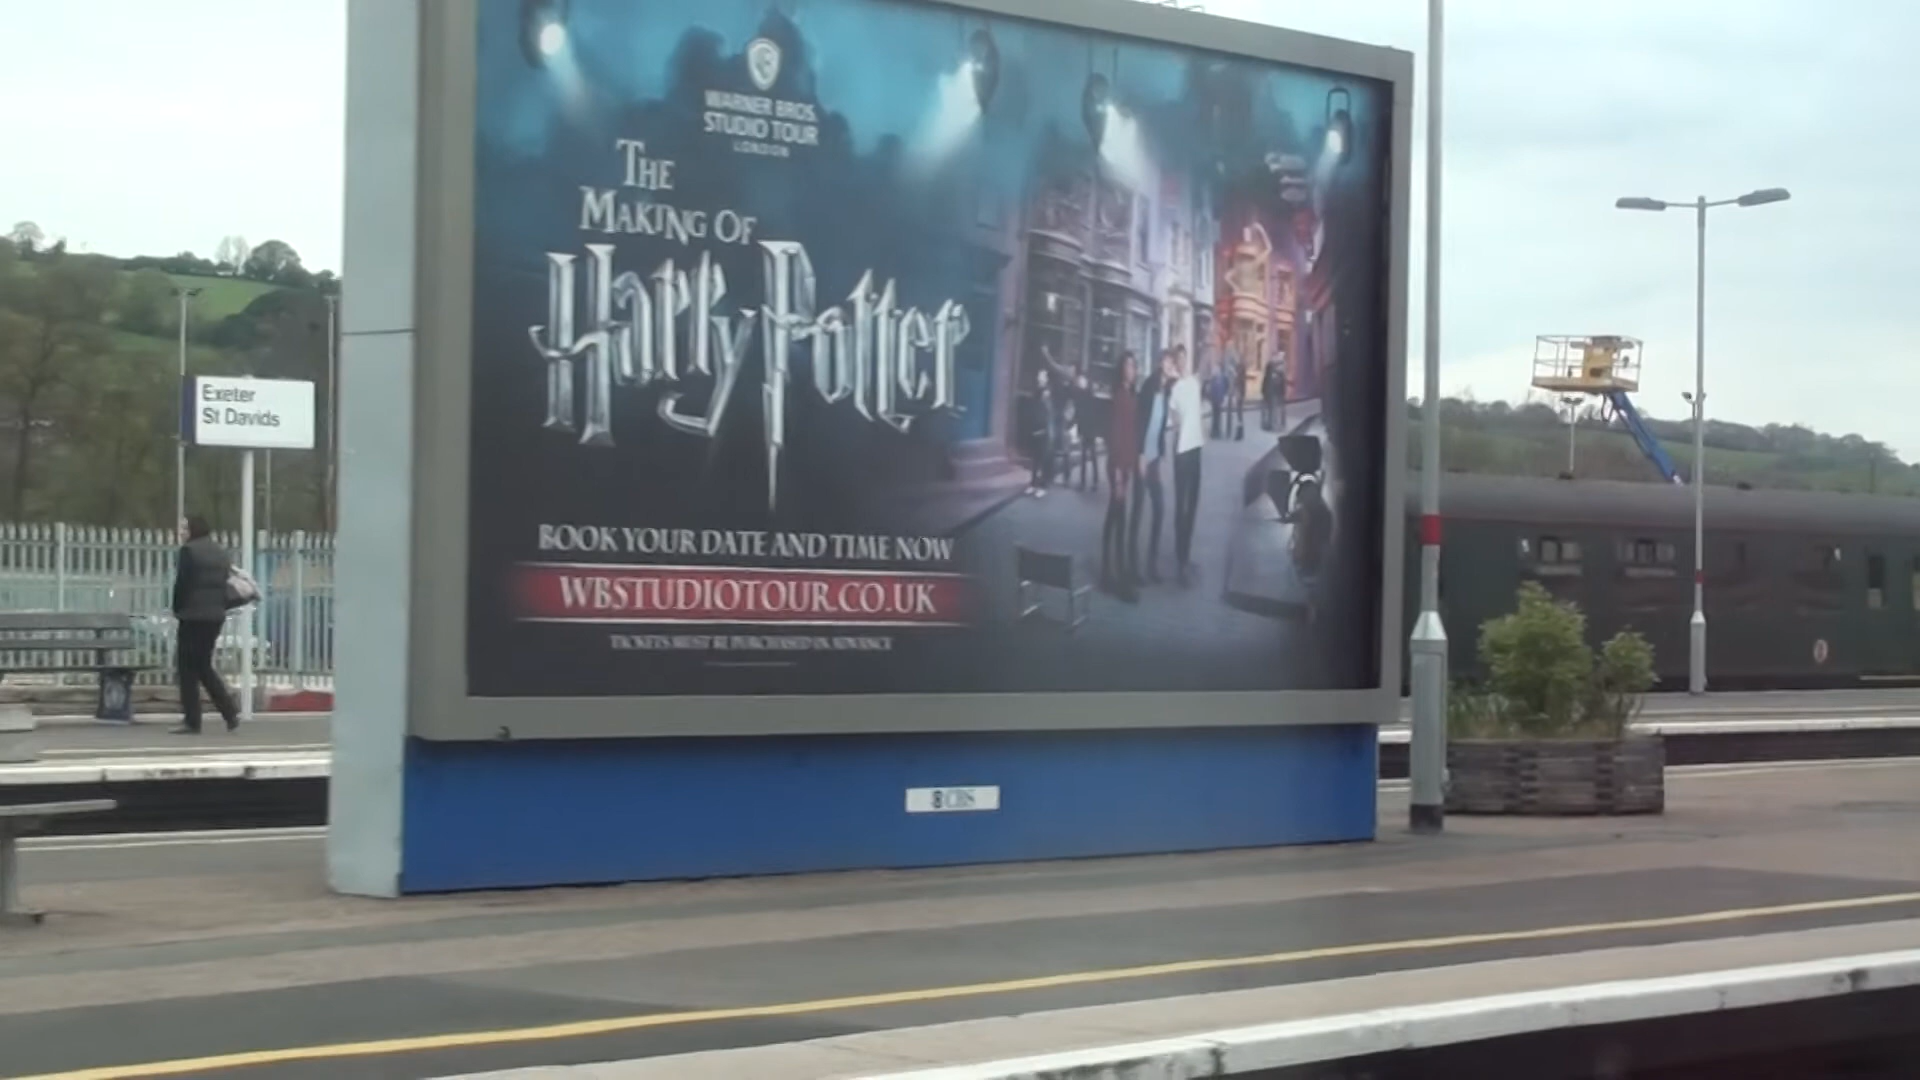 Exeter
St Davids
WARNER BROS.
STUDIO TOUR
LONDON
THE
MAKING OF
Harry Potter
BOOK YOUR DATE AND TIME NOW
WBSTUDIOTOUR.CO.UK
TICKETS MUST BE PURCHASED IN ADVANCE
CBS